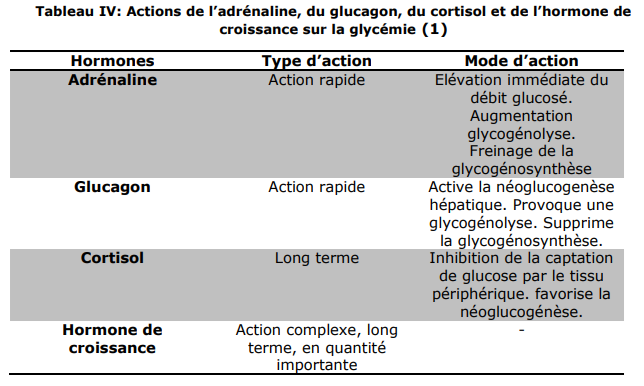 Tableau IV: Actions de l’adrénaline, du glucagon, du cortisol et de l’hormone de
croissance sur la glycémie (1)
Hormones Type d’action Mode d’action
Adrénaline Action rapide Elévation immédiate du
débit glucosé.
Augmentation
glycogénolyse.
Freinage de la
glycogénosynthèse
Glucagon Action rapide Active la néoglucogenèse
hépatique. Provoque une
glycogénolyse. Supprime
la glycogénosynthèse.
Cortisol Long terme Inhibition de la captation
de glucose par le tissu
périphérique. favorise la
néoglucogénèse.
Hormone de Action complexe, long -
croissance terme, en quantité
importante